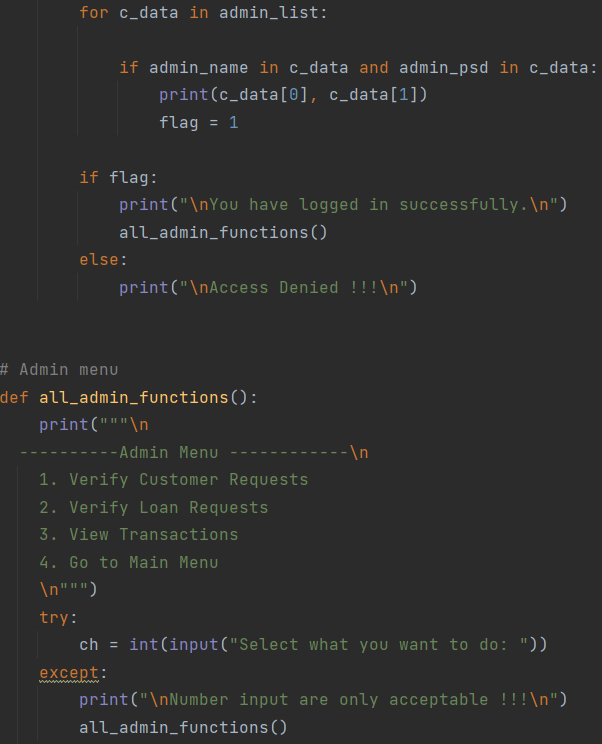 for c_data in admin_list:
if admin_name in c_data and admin_psd in c_data:
print(c_data[0], c_data[1])
flag = 1
if flag:
print("\nYou have logged in successfully.\n")
all_admin_functions()
else:
print("\nAccess Denied !!!\n")
# Admin menu
def all_admin_functions():
print("""\n
----------Admin Menu ------------\n
1. Verify Customer Requests
2. Verify Loan Requests
3. View Transactions
4. Go to Main Menu
\n""")
try:
ch = int(input("Select what you want to do: "))
except:
print("\nNumber input are only acceptable !!!\n")
all_admin_functions()